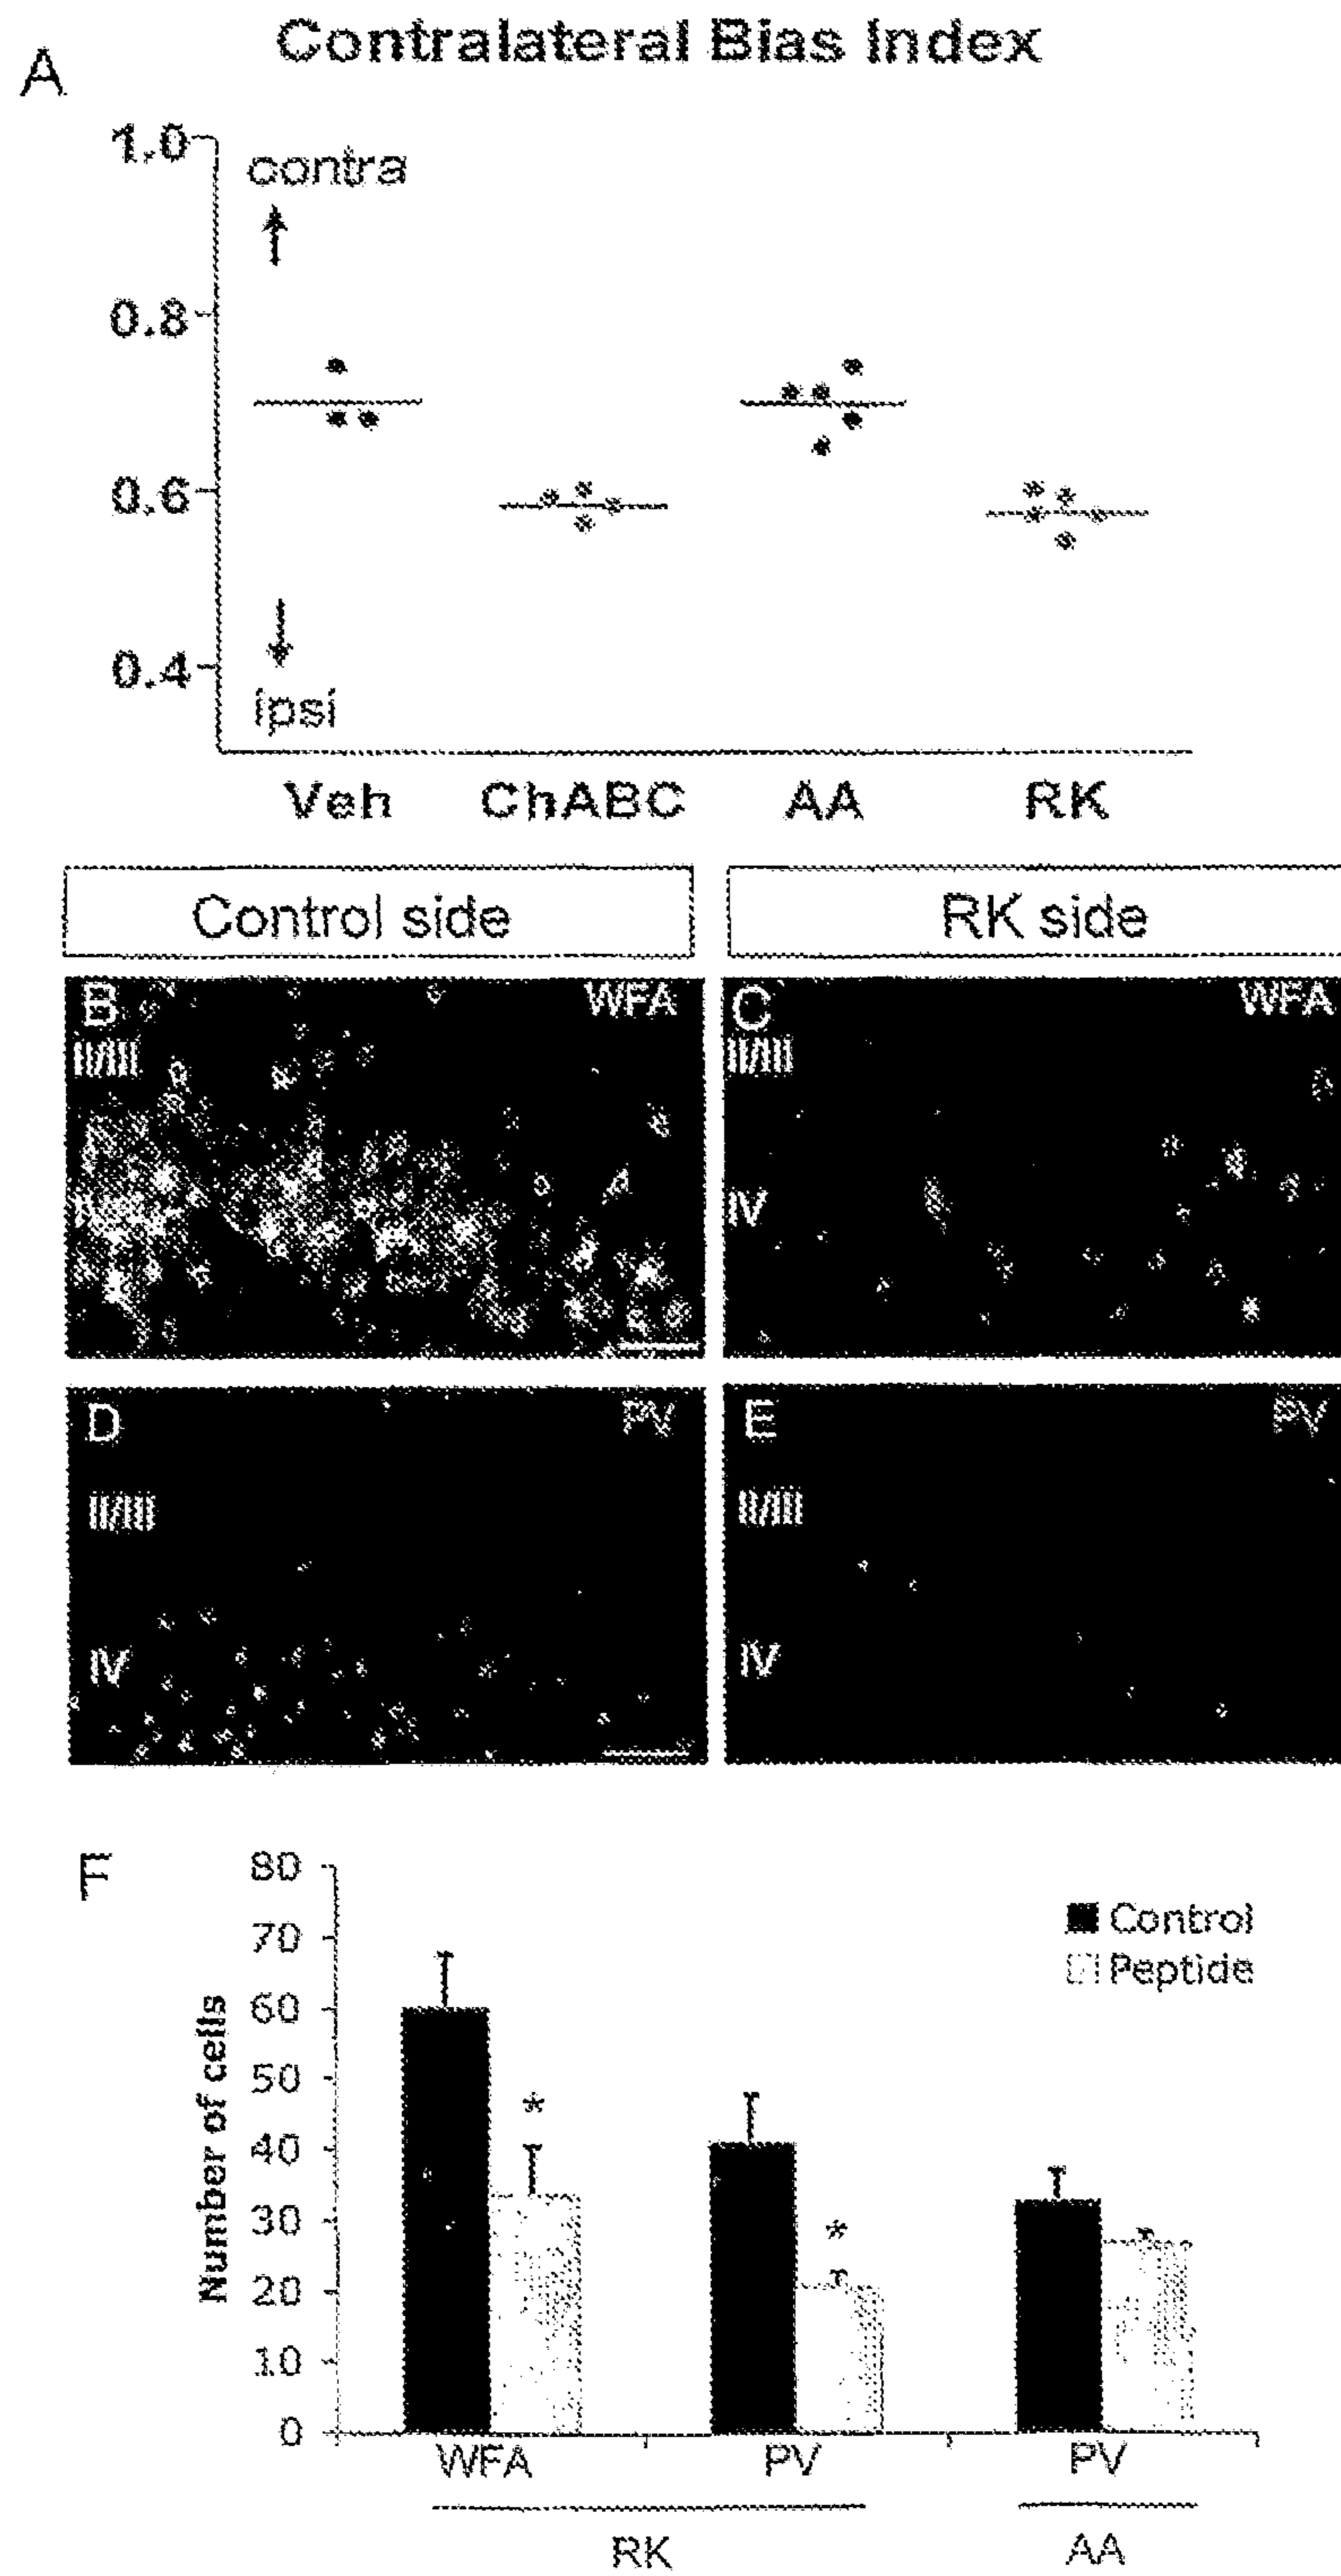 Contralateral Bias Index
A
1.0
contra
0.8
0.6
0.4
ipsi
Veh ChABC AA RK
Control side RK side
B WFA C WFA
II/III II/III
IV IV
D PV E PV
II/III II/III
IV IV
F
80
70
60
50
40
30
20
10
0
Number of cells
Control
Peptide
*
*
WFA PV PV
RK AA